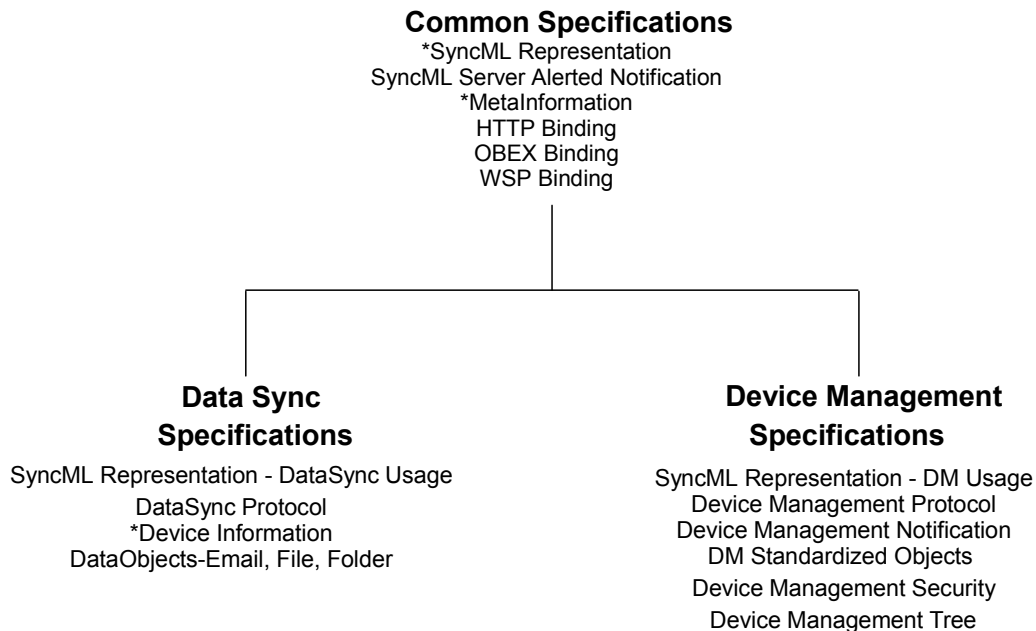 Common Specifications
*SyncML Representation
SyncML Server Alerted Notification
*MetaInformation
HTTP Binding
OBEX Binding
WSP Binding
Data Sync
Specifications
SyncML Representation - DataSync Usage
DataSync Protocol
*Device Information
DataObjects-Email, File, Folder
Device Management
Specifications
SyncML Representation - DM Usage
Device Management Protocol
Device Management Notification
DM Standardized Objects
Device Management Security
Device Management Tree